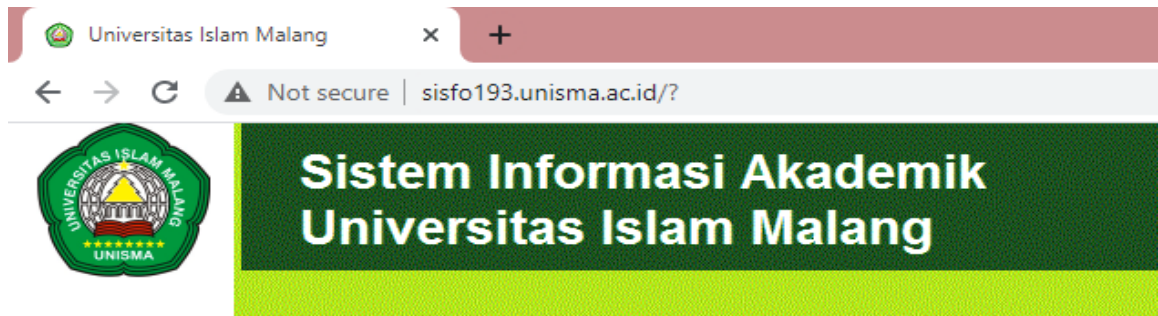 Universitas Islam Malang
Not secure | sisfo193.unisma.ac.id/?
UNIVERSITAS ISLAM MALANG
UNISMA
Sistem Informasi Akademik
Universitas Islam Malang